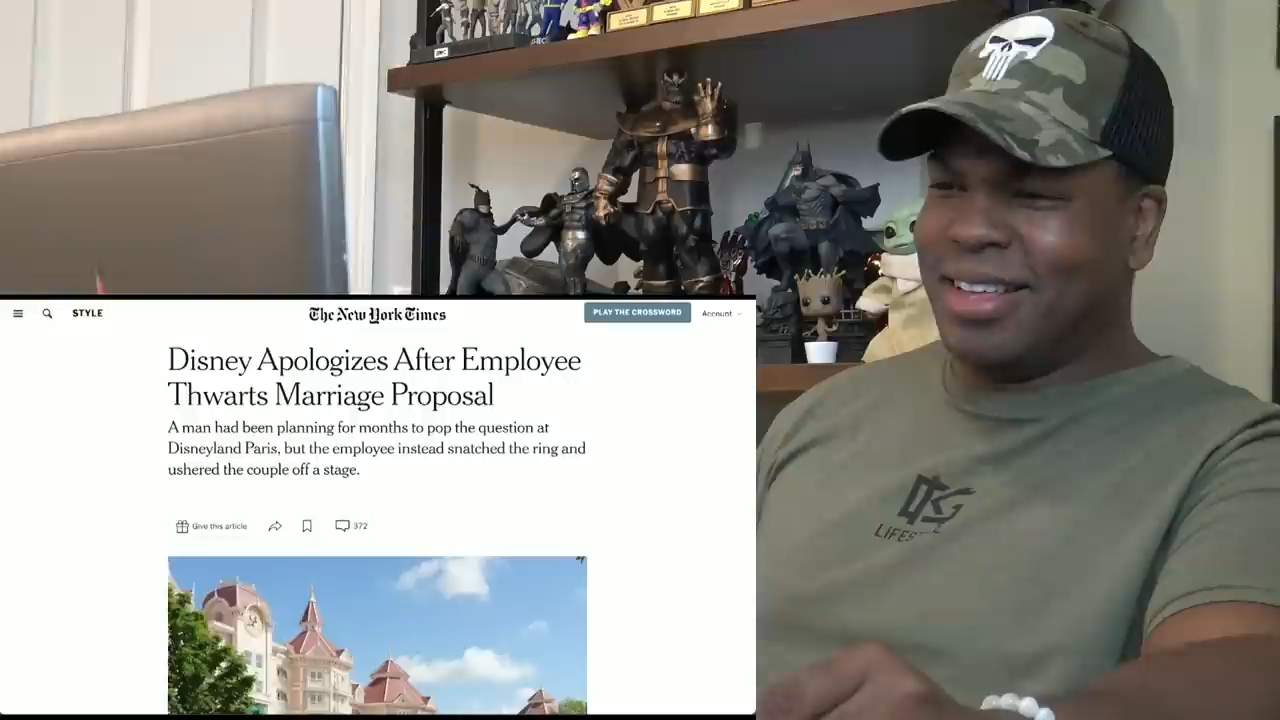 STYLE
The New York Times
PLAY THE CROSSWORD
Account
Disney Apologizes After Employee
Thwarts Marriage Proposal
A man had been planning for months to pop the question at
Disneyland Paris, but the employee instead snatched the ring and
ushered the couple off a stage.
Give this article
372
LIFESTYLE